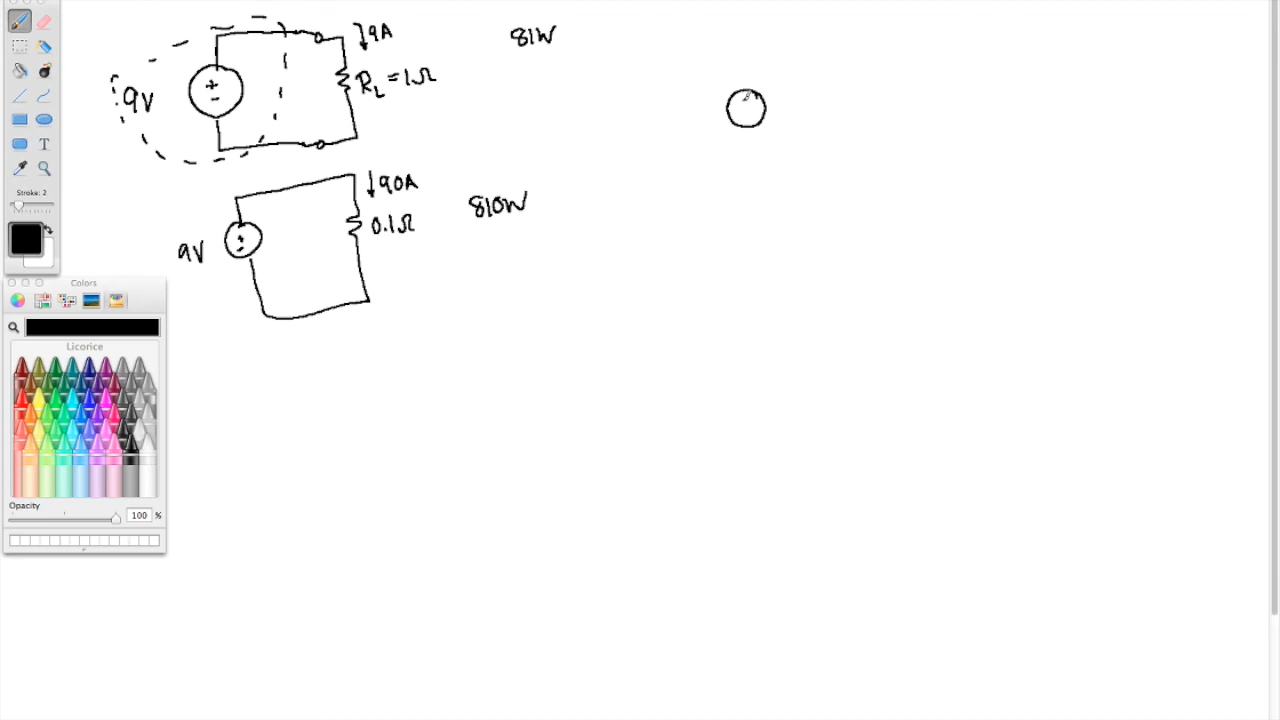 9A
81W
9V
R_L = 1Ω
90A
810W
0.1Ω
9V
Stroke: 2
Colors
Licorice
Opacity
100 %